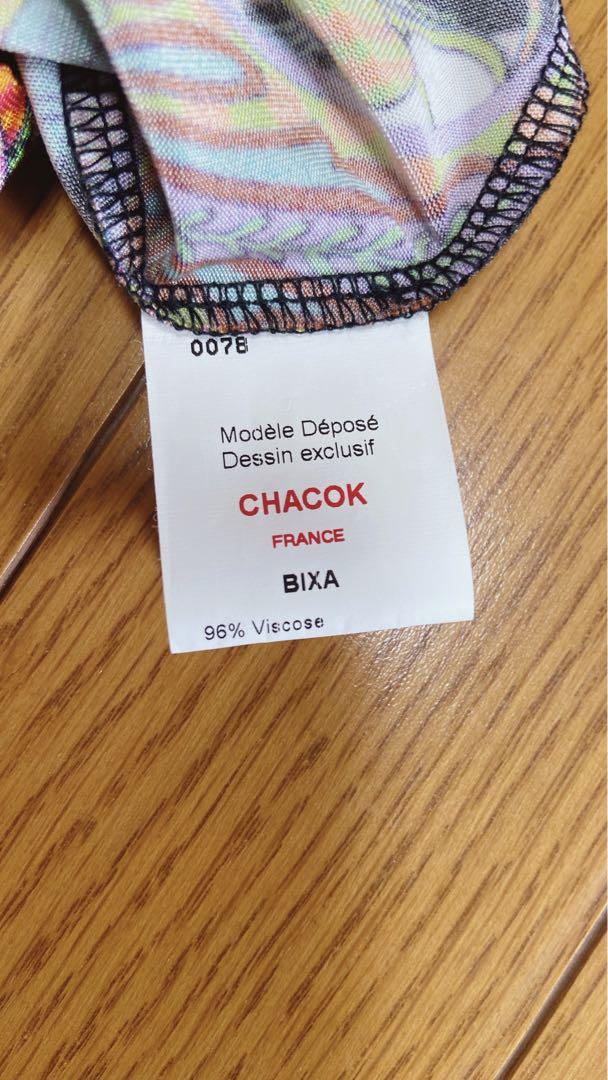 0078
Modèle Déposé
Dessin exclusif
CHACOK
FRANCE
BIXA
96% Viscose